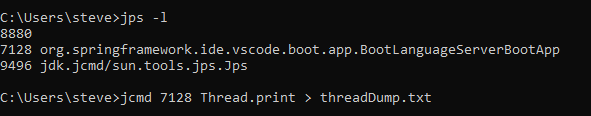 C:\Users\steve>jps -l
8880
7128 org.springframework.ide.vscode.boot.app.BootLanguageServerBootApp
9496 jdk.jcmd/sun.tools.jps.Jps
C:\Users\steve>jcmd 7128 Thread.print > threadDump.txt